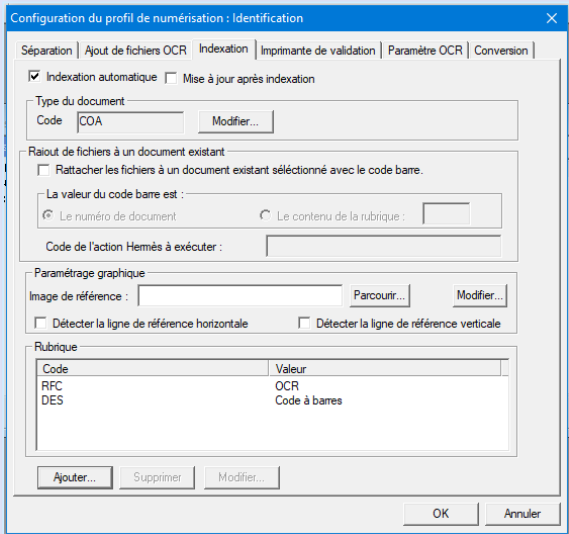 Configuration du profil de numérisation : Identification
Séparation Ajout de fichiers OCR Indexation Imprimante de validation Paramètre OCR Conversion
Indexation automatique Mise à jour après indexation
Type du document
Code COA Modifier...
Raiout de fichiers à un document existant
Rattacher les fichiers à un document existant séléctionné avec le code barre.
La valeur du code barre est :
Le numéro de document Le contenu de la rubrique :
Code de l'action Hermès à exécuter :
Paramétrage graphique
Image de référence : Parcourir... Modifier...
Détecter la ligne de référence horizontale Détecter la ligne de référence verticale
Rubrique
Code Valeur
RFC OCR
DES Code à barres
Ajouter... Supprimer Modifier...
OK Annuler